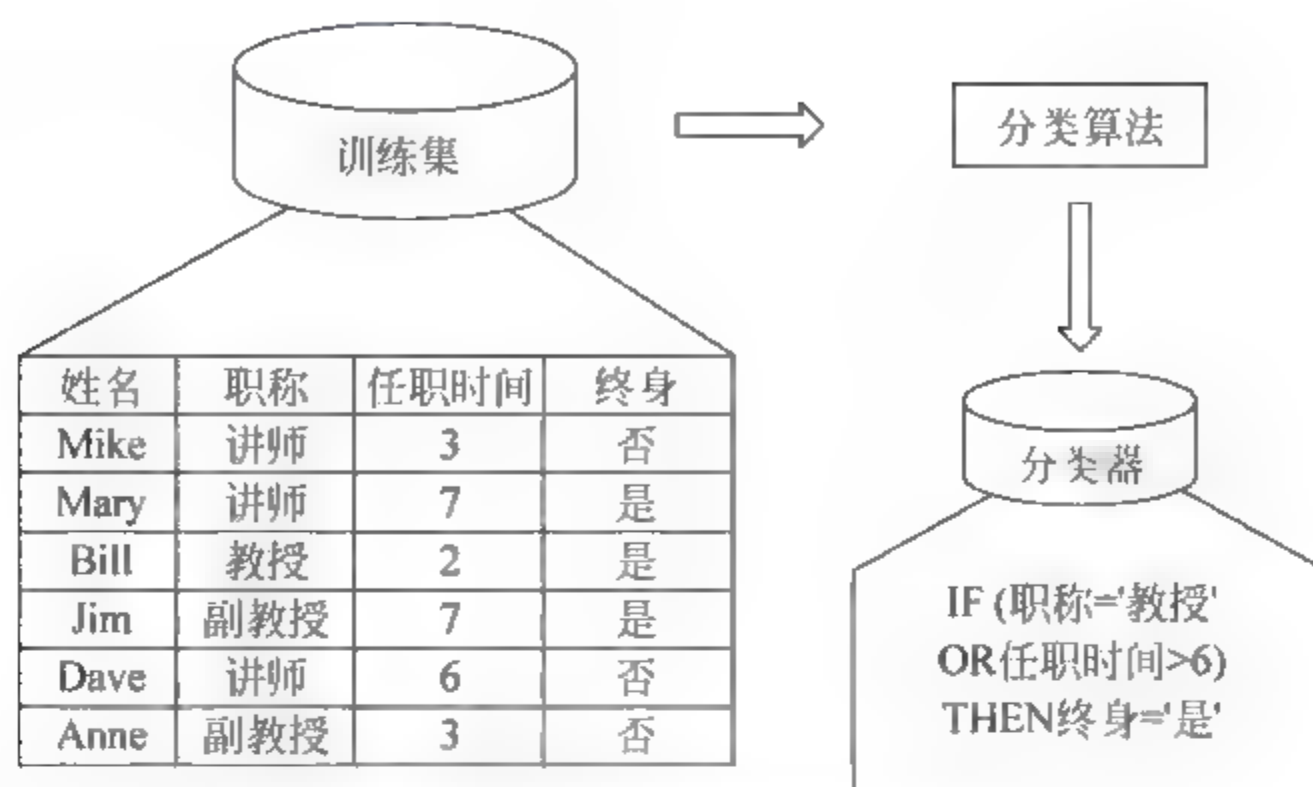 训练集
分类算法
姓名 职称 任职时间 终身
Mike 讲师 3 否
Mary 讲师 7 是
Bill 教授 2 是
Jim 副教授 7 是
Dave 讲师 6 否
Anne 副教授 3 否
分类器
IF (职称='教授'
OR任职时间>6)
THEN终身='是'